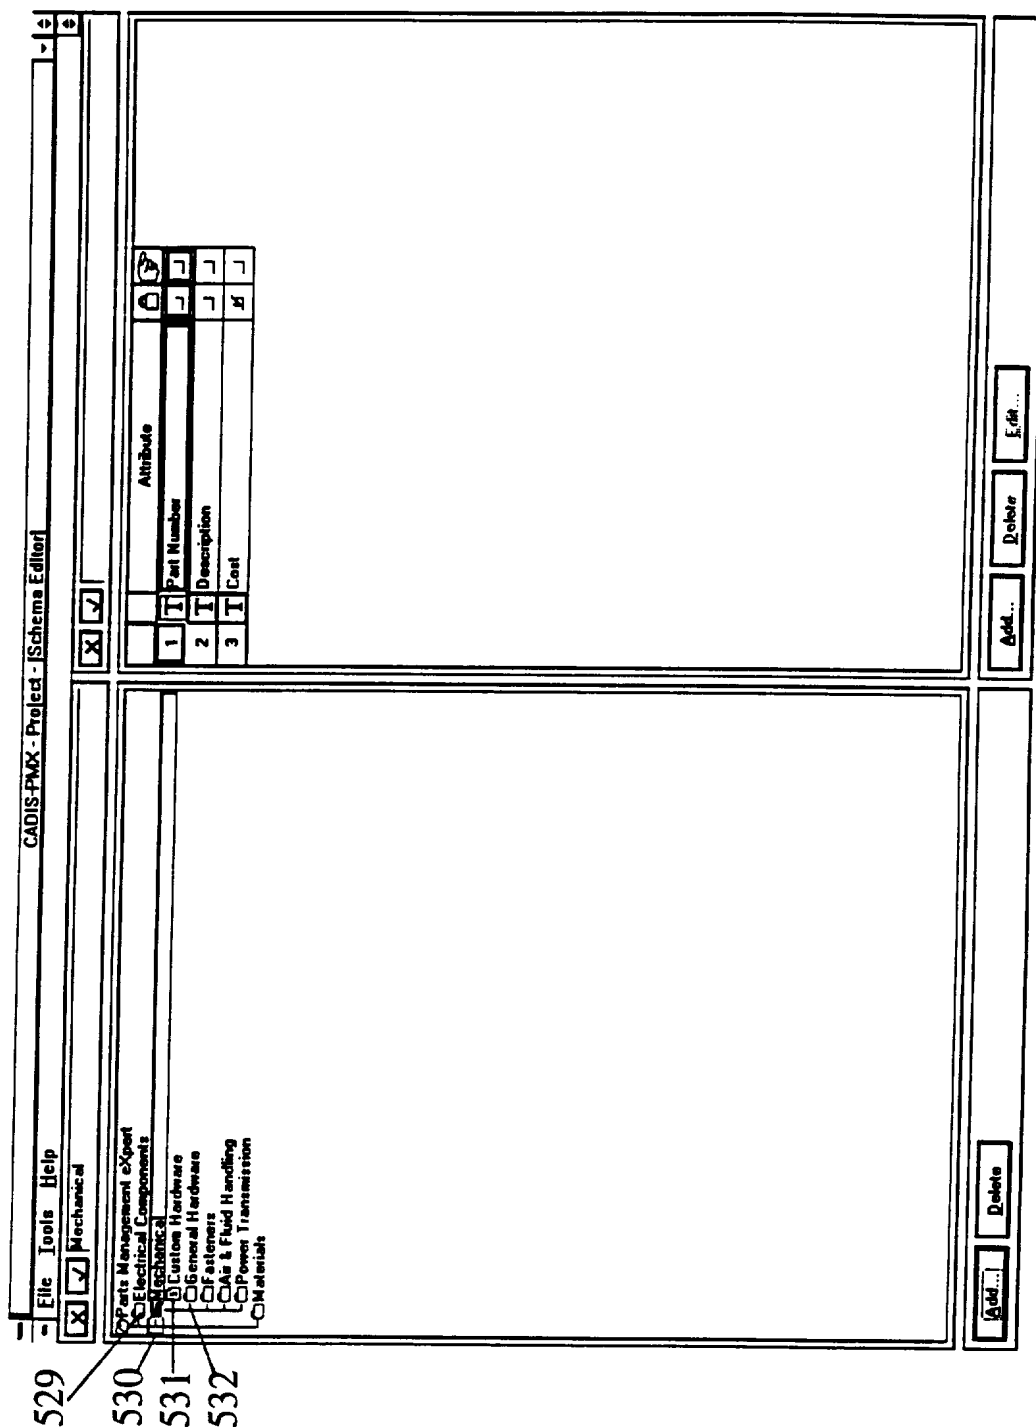 CADIS-PMX - Project - [Schema Editor]
File Tools Help
X ✓ Mechanical
X ✓
Parts Management eXpert
Electrical Components
Mechanical
Custom Hardware
General Hardware
Fasteners
Air & Fluid Handling
Power Transmission
Materials
Attribute
1 T Part Number
2 T Description
3 T Cost
Add... Delete
Add... Delete Edit...
529
530
531
532